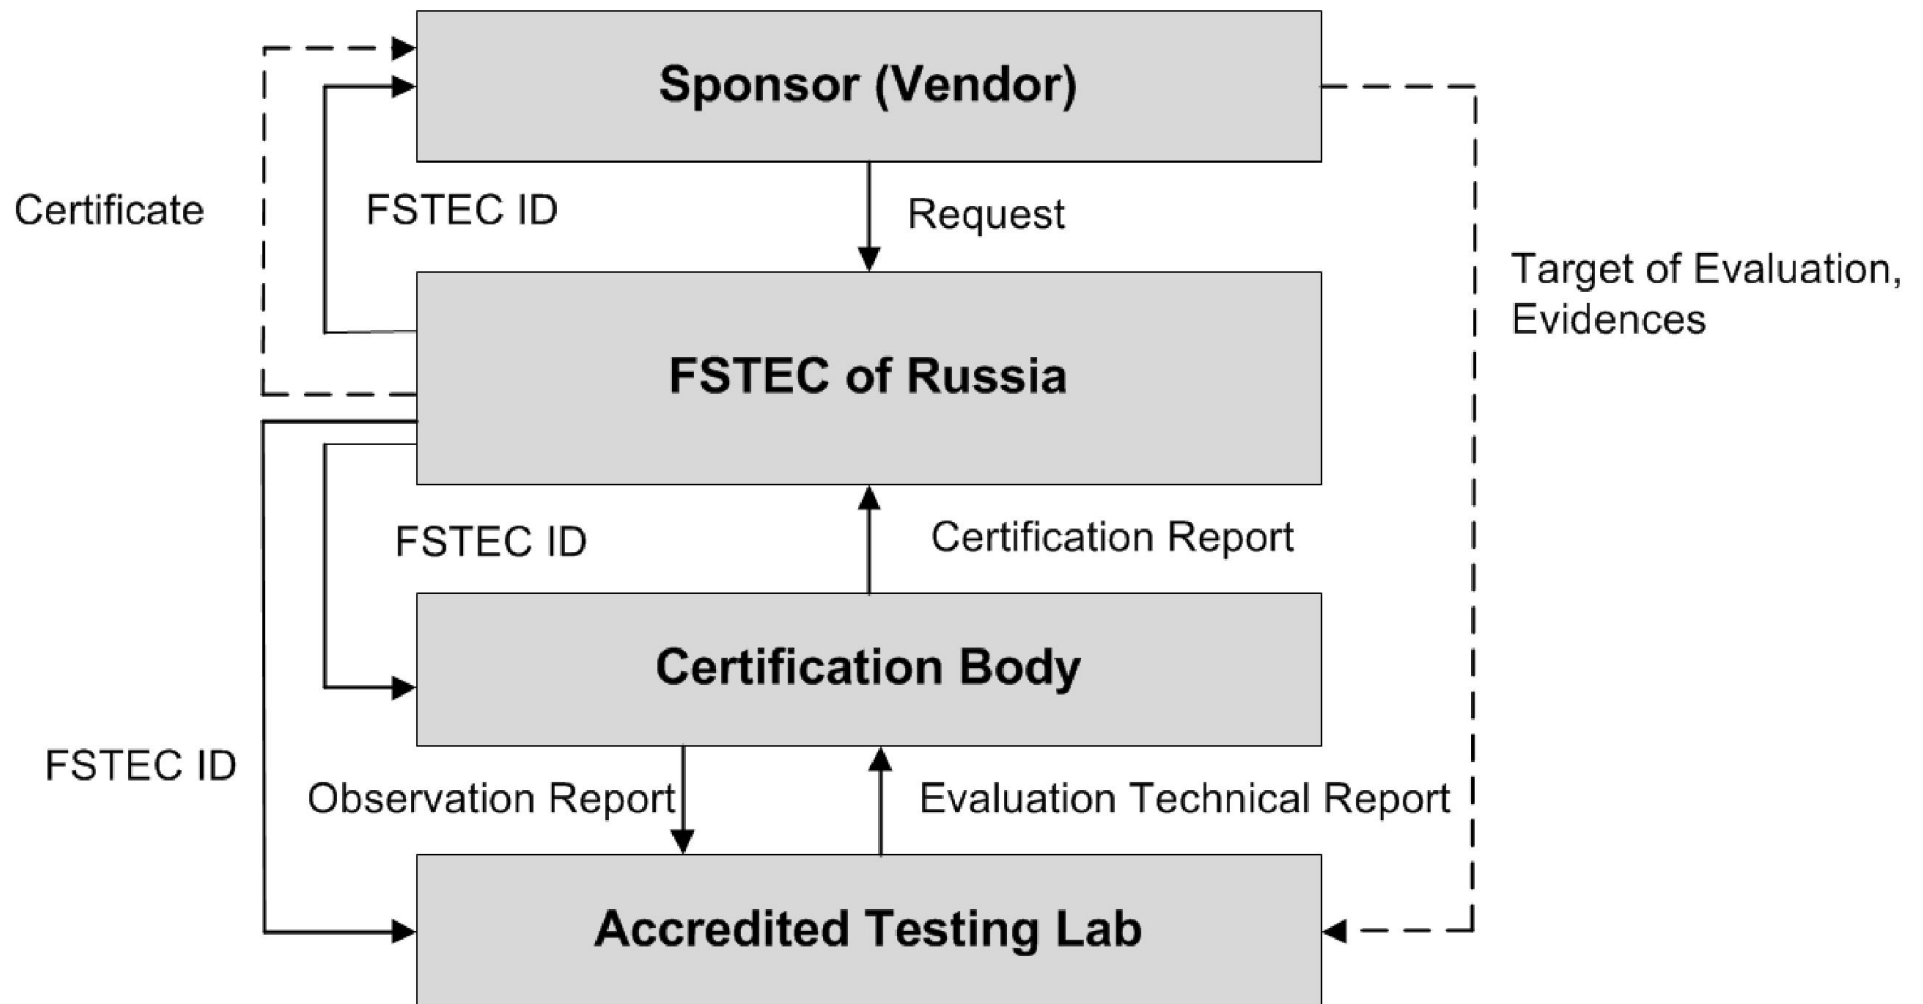 Sponsor (Vendor)
Certificate
FSTEC ID
Request
Target of Evaluation,
Evidences
FSTEC of Russia
FSTEC ID
Certification Report
Certification Body
FSTEC ID
Observation Report
Evaluation Technical Report
Accredited Testing Lab